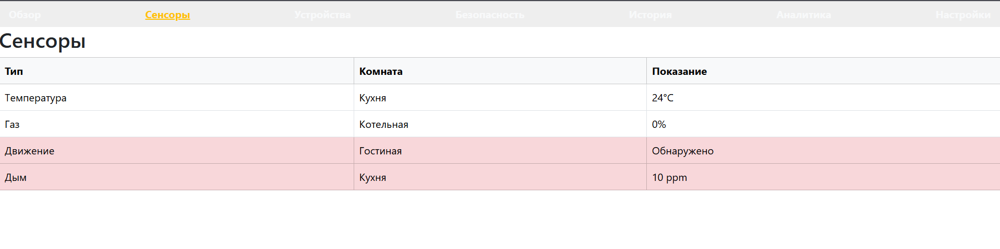 Обзор Сенсоры Устройства Безопасность История Аналитика Настройки
Сенсоры
Тип Комната Показание
Температура Кухня 24°C
Газ Котельная 0%
Движение Гостиная Обнаружено
Дым Кухня 10 ppm